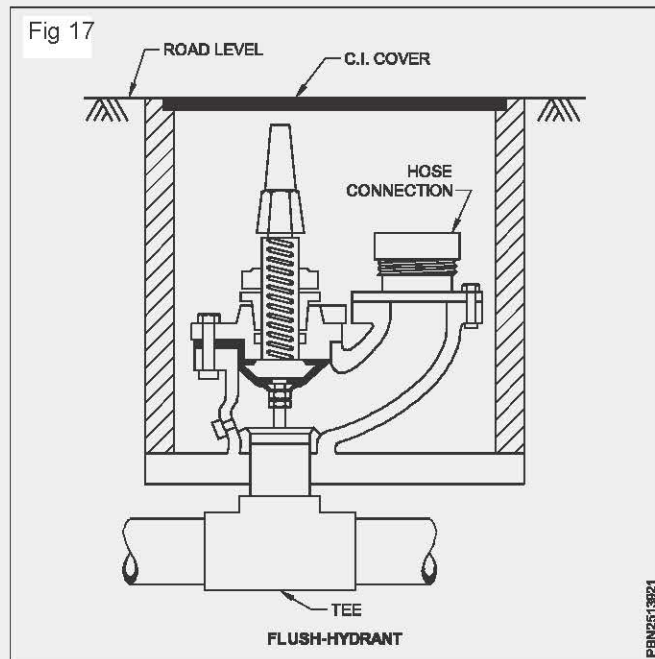 Fig 17
ROAD LEVEL
C.I. COVER
HOSE
CONNECTION
TEE
FLUSH-HYDRANT
PBN2513921